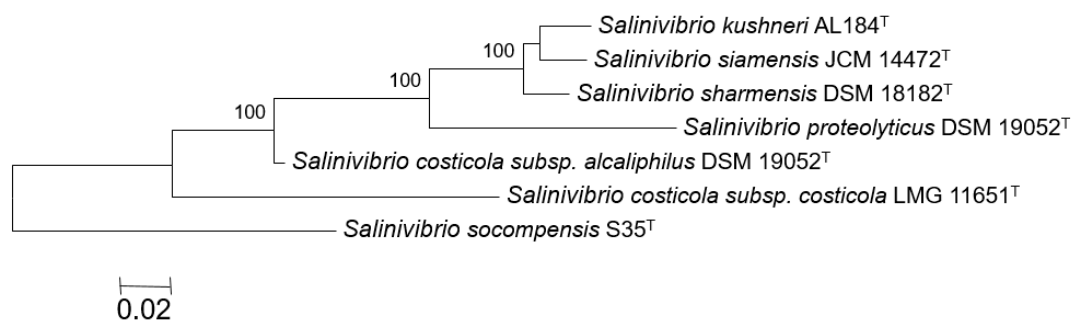 Salinivibrio kushneri AL184ᵀ
100
Salinivibrio siamensis JCM 14472ᵀ
100
Salinivibrio sharmensis DSM 18182ᵀ
100
Salinivibrio proteolyticus DSM 19052ᵀ
Salinivibrio costicola subsp. alcaliphilus DSM 19052ᵀ
Salinivibrio costicola subsp. costicola LMG 11651ᵀ
Salinivibrio socompensis S35ᵀ
0.02